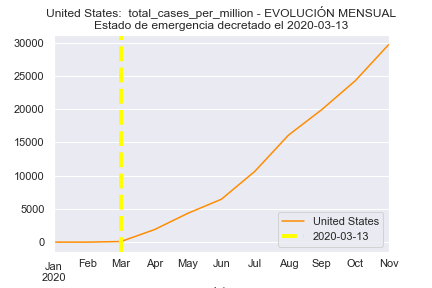 United States: total_cases_per_million - EVOLUCIÓN MENSUAL
Estado de emergencia decretado el 2020-03-13
30000
25000
20000
15000
10000
5000
0
Jan Feb Mar Apr May Jun Jul Aug Sep Oct Nov
2020
United States
2020-03-13